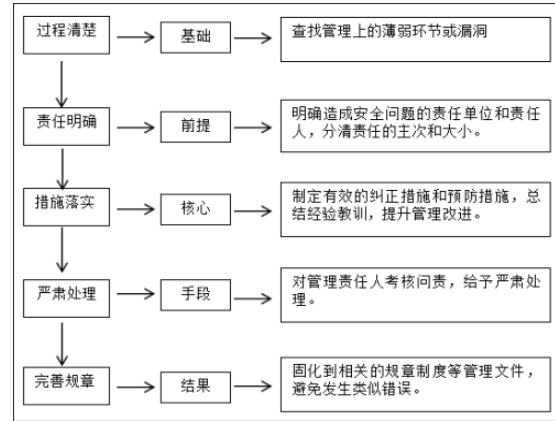 过程清楚
基础
查找管理上的薄弱环节或漏洞
责任明确
前提
明确造成安全问题的责任单位和责任
人，分清责任的主次和大小。
措施落实
核心
制定有效的纠正措施和预防措施，总
结经验教训，提升管理改进。
严肃处理
手段
对管理责任人考核问责，给予严肃处
理。
完善规章
结果
固化到相关的规章制度等管理文件，
避免发生类似错误。